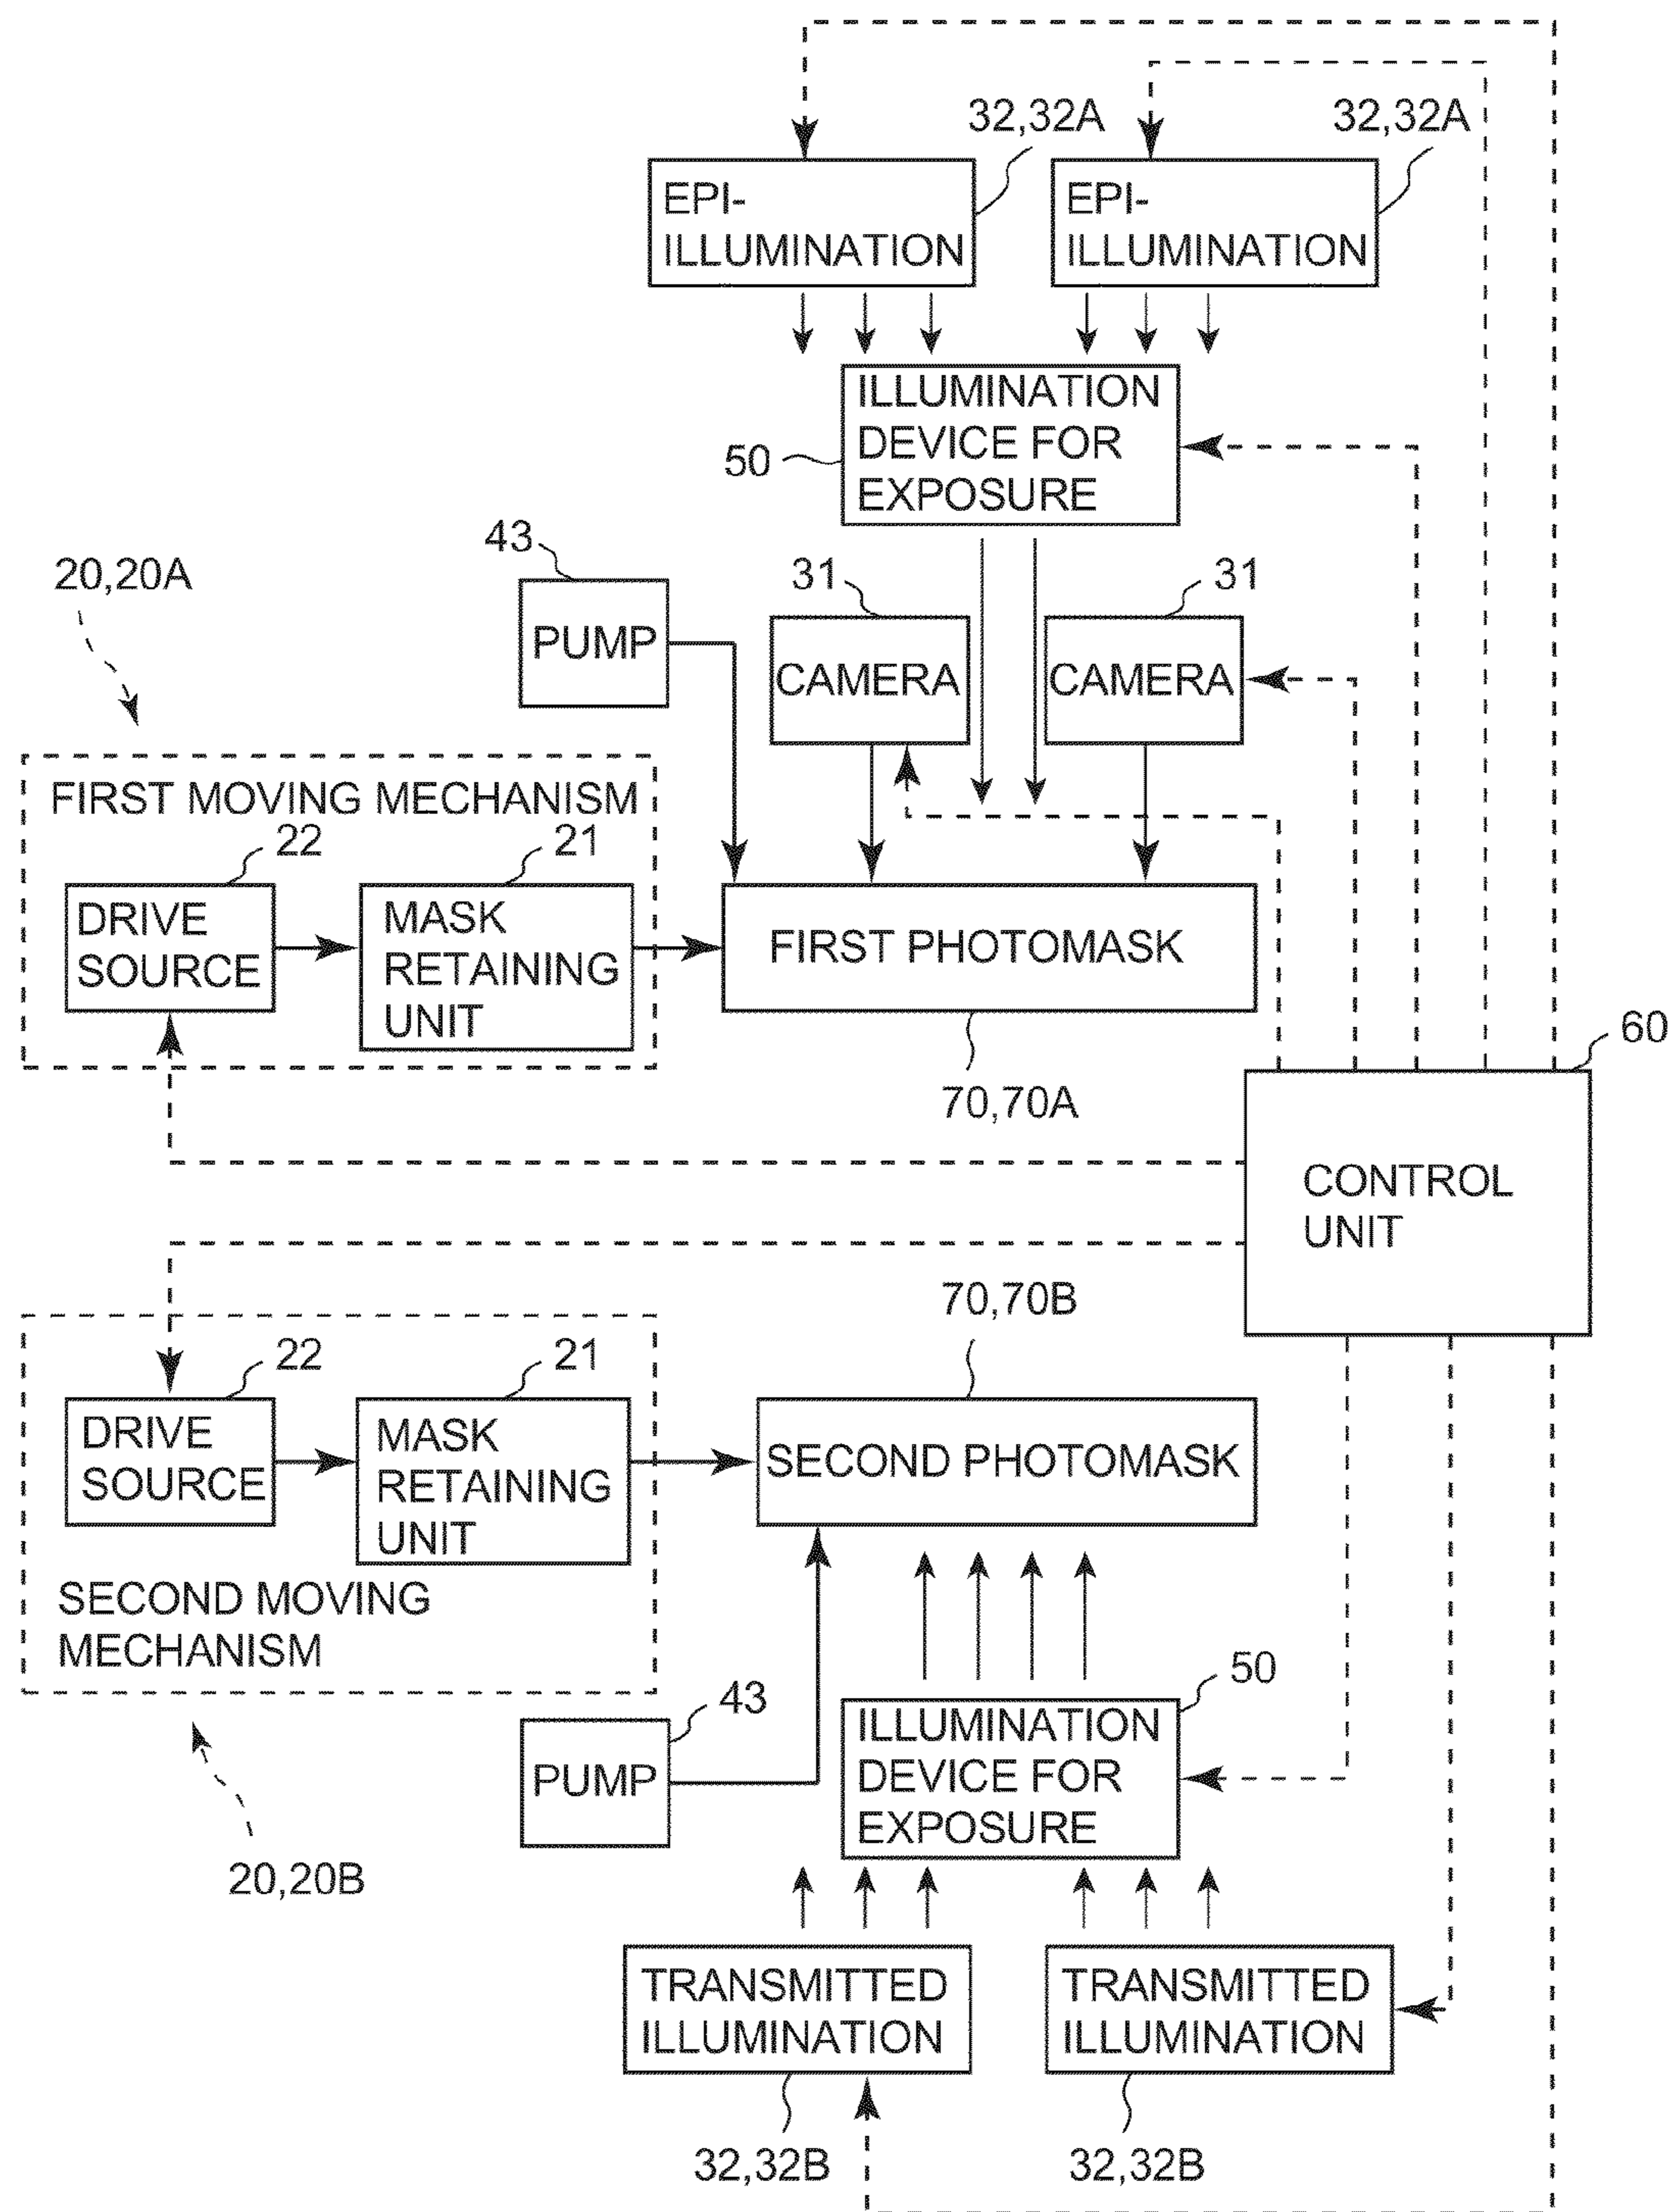 32,32A
32,32A
EPI-
ILLUMINATION
EPI-
ILLUMINATION
ILLUMINATION
DEVICE FOR
EXPOSURE
50
43
PUMP
31
CAMERA
31
CAMERA
20,20A
FIRST MOVING MECHANISM
22
DRIVE
SOURCE
21
MASK
RETAINING
UNIT
FIRST PHOTOMASK
70,70A
60
CONTROL
UNIT
70,70B
22
DRIVE
SOURCE
21
MASK
RETAINING
UNIT
SECOND PHOTOMASK
SECOND MOVING
MECHANISM
20,20B
43
PUMP
50
ILLUMINATION
DEVICE FOR
EXPOSURE
TRANSMITTED
ILLUMINATION
TRANSMITTED
ILLUMINATION
32,32B
32,32B